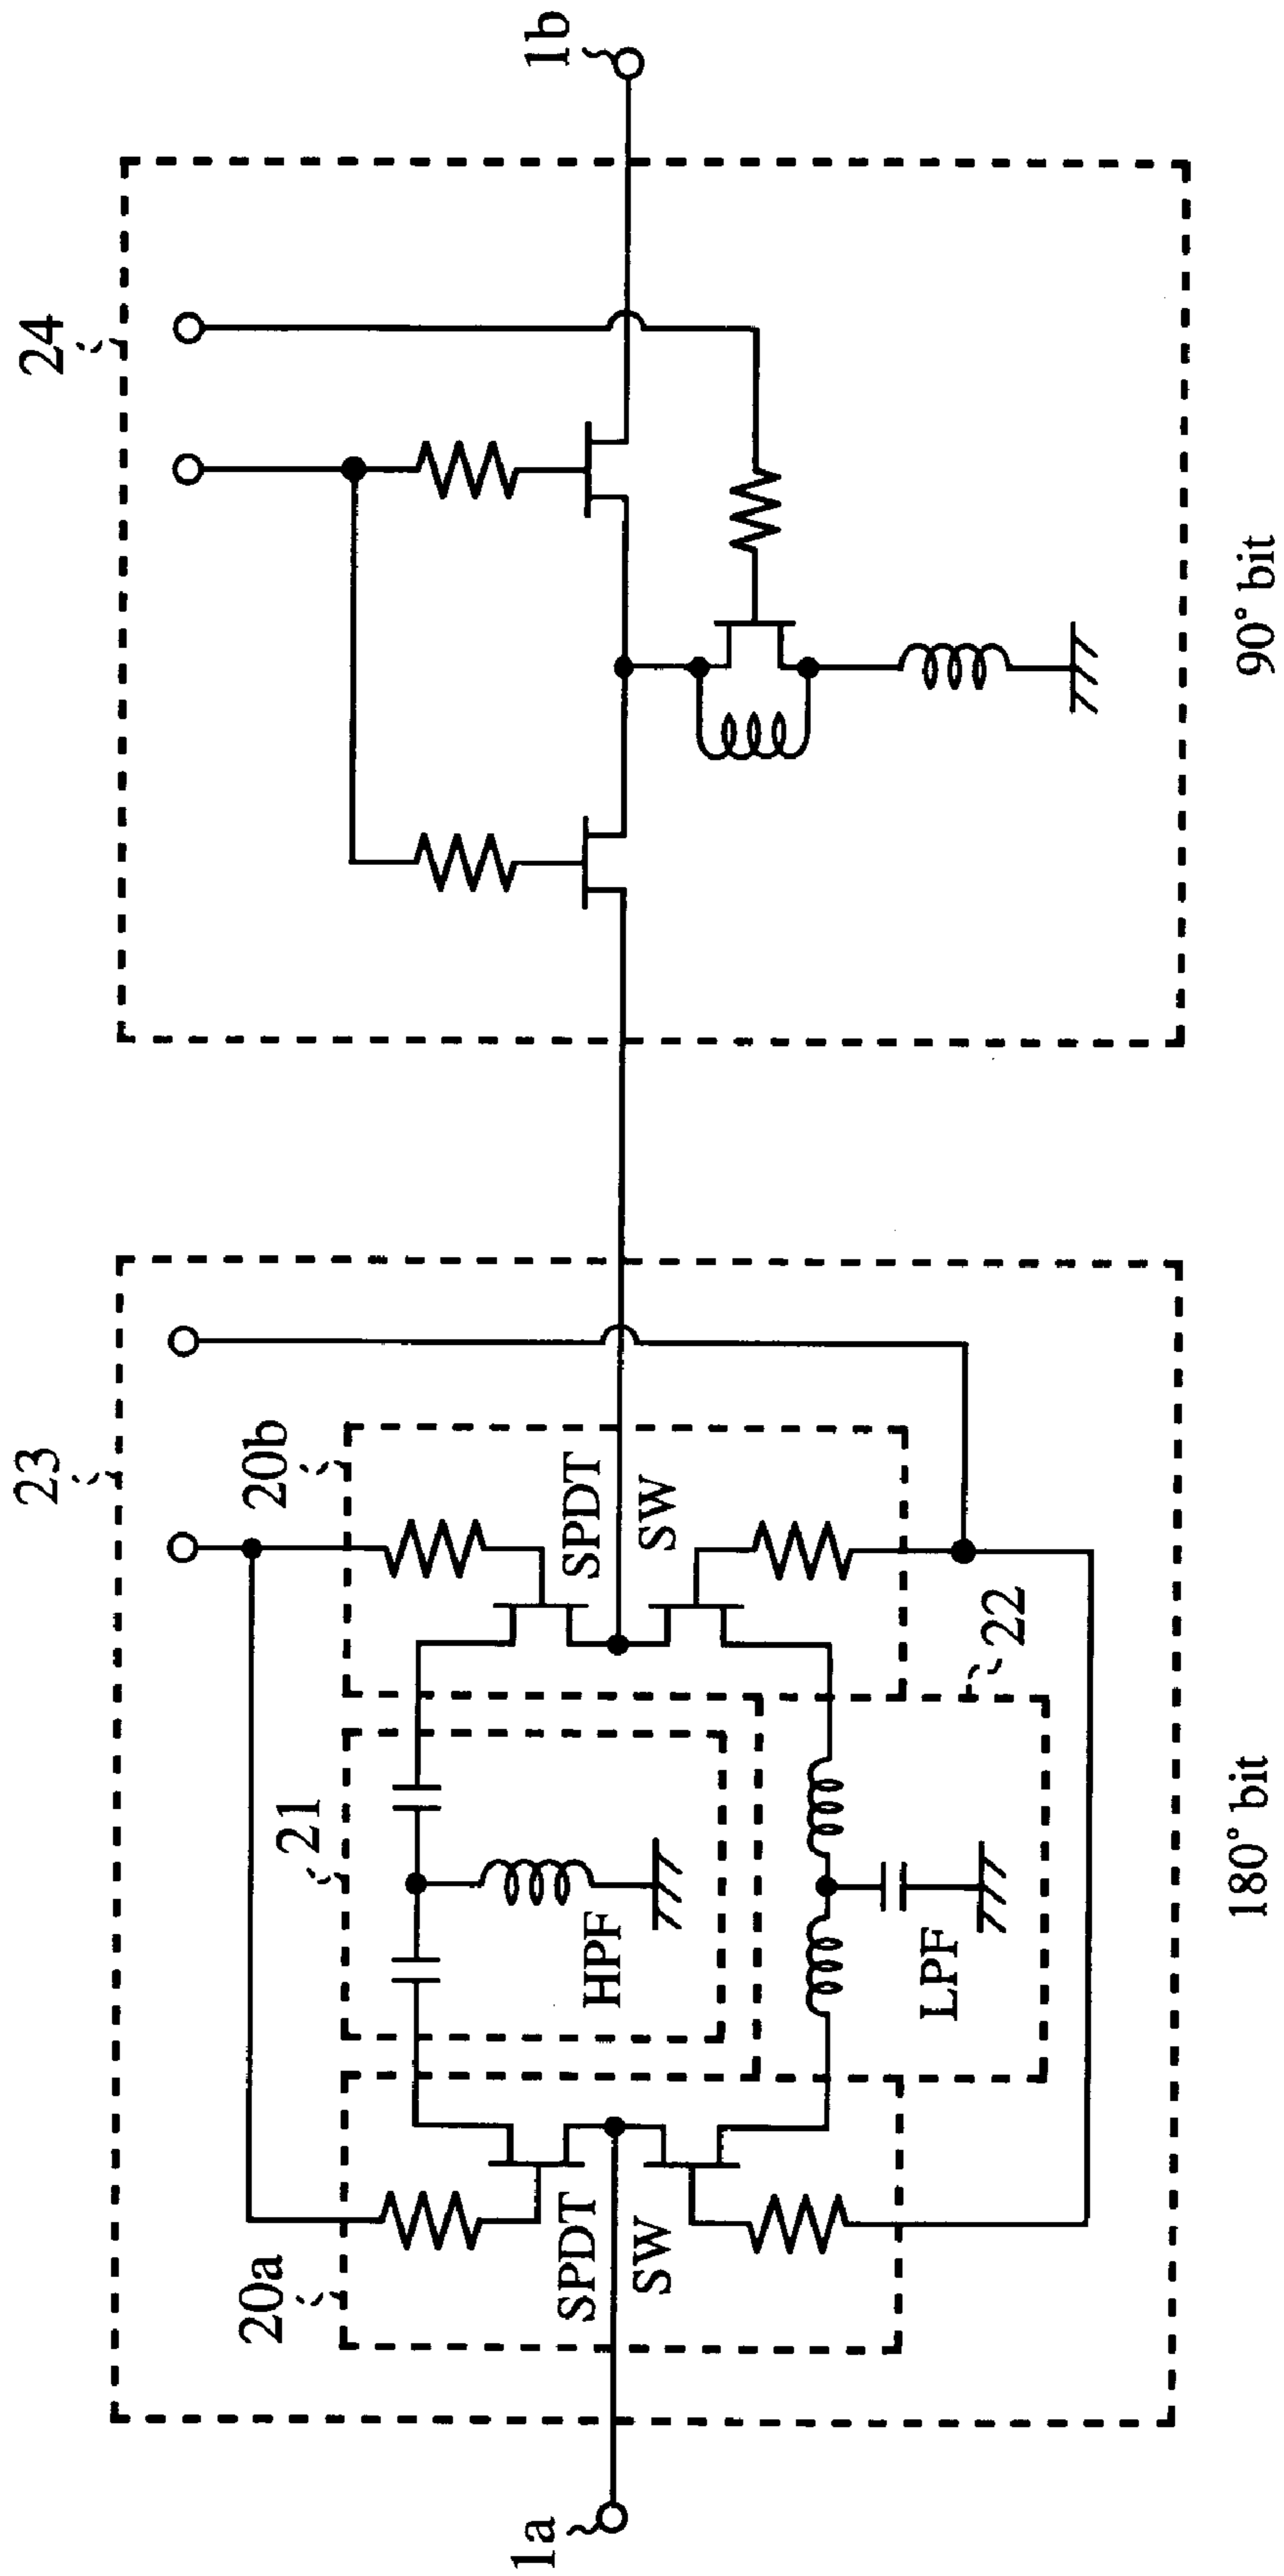 23
24
20a
20b
21
22
SPDT
SW
HPF
LPF
SPDT
SW
1a
1b
180° bit
90° bit